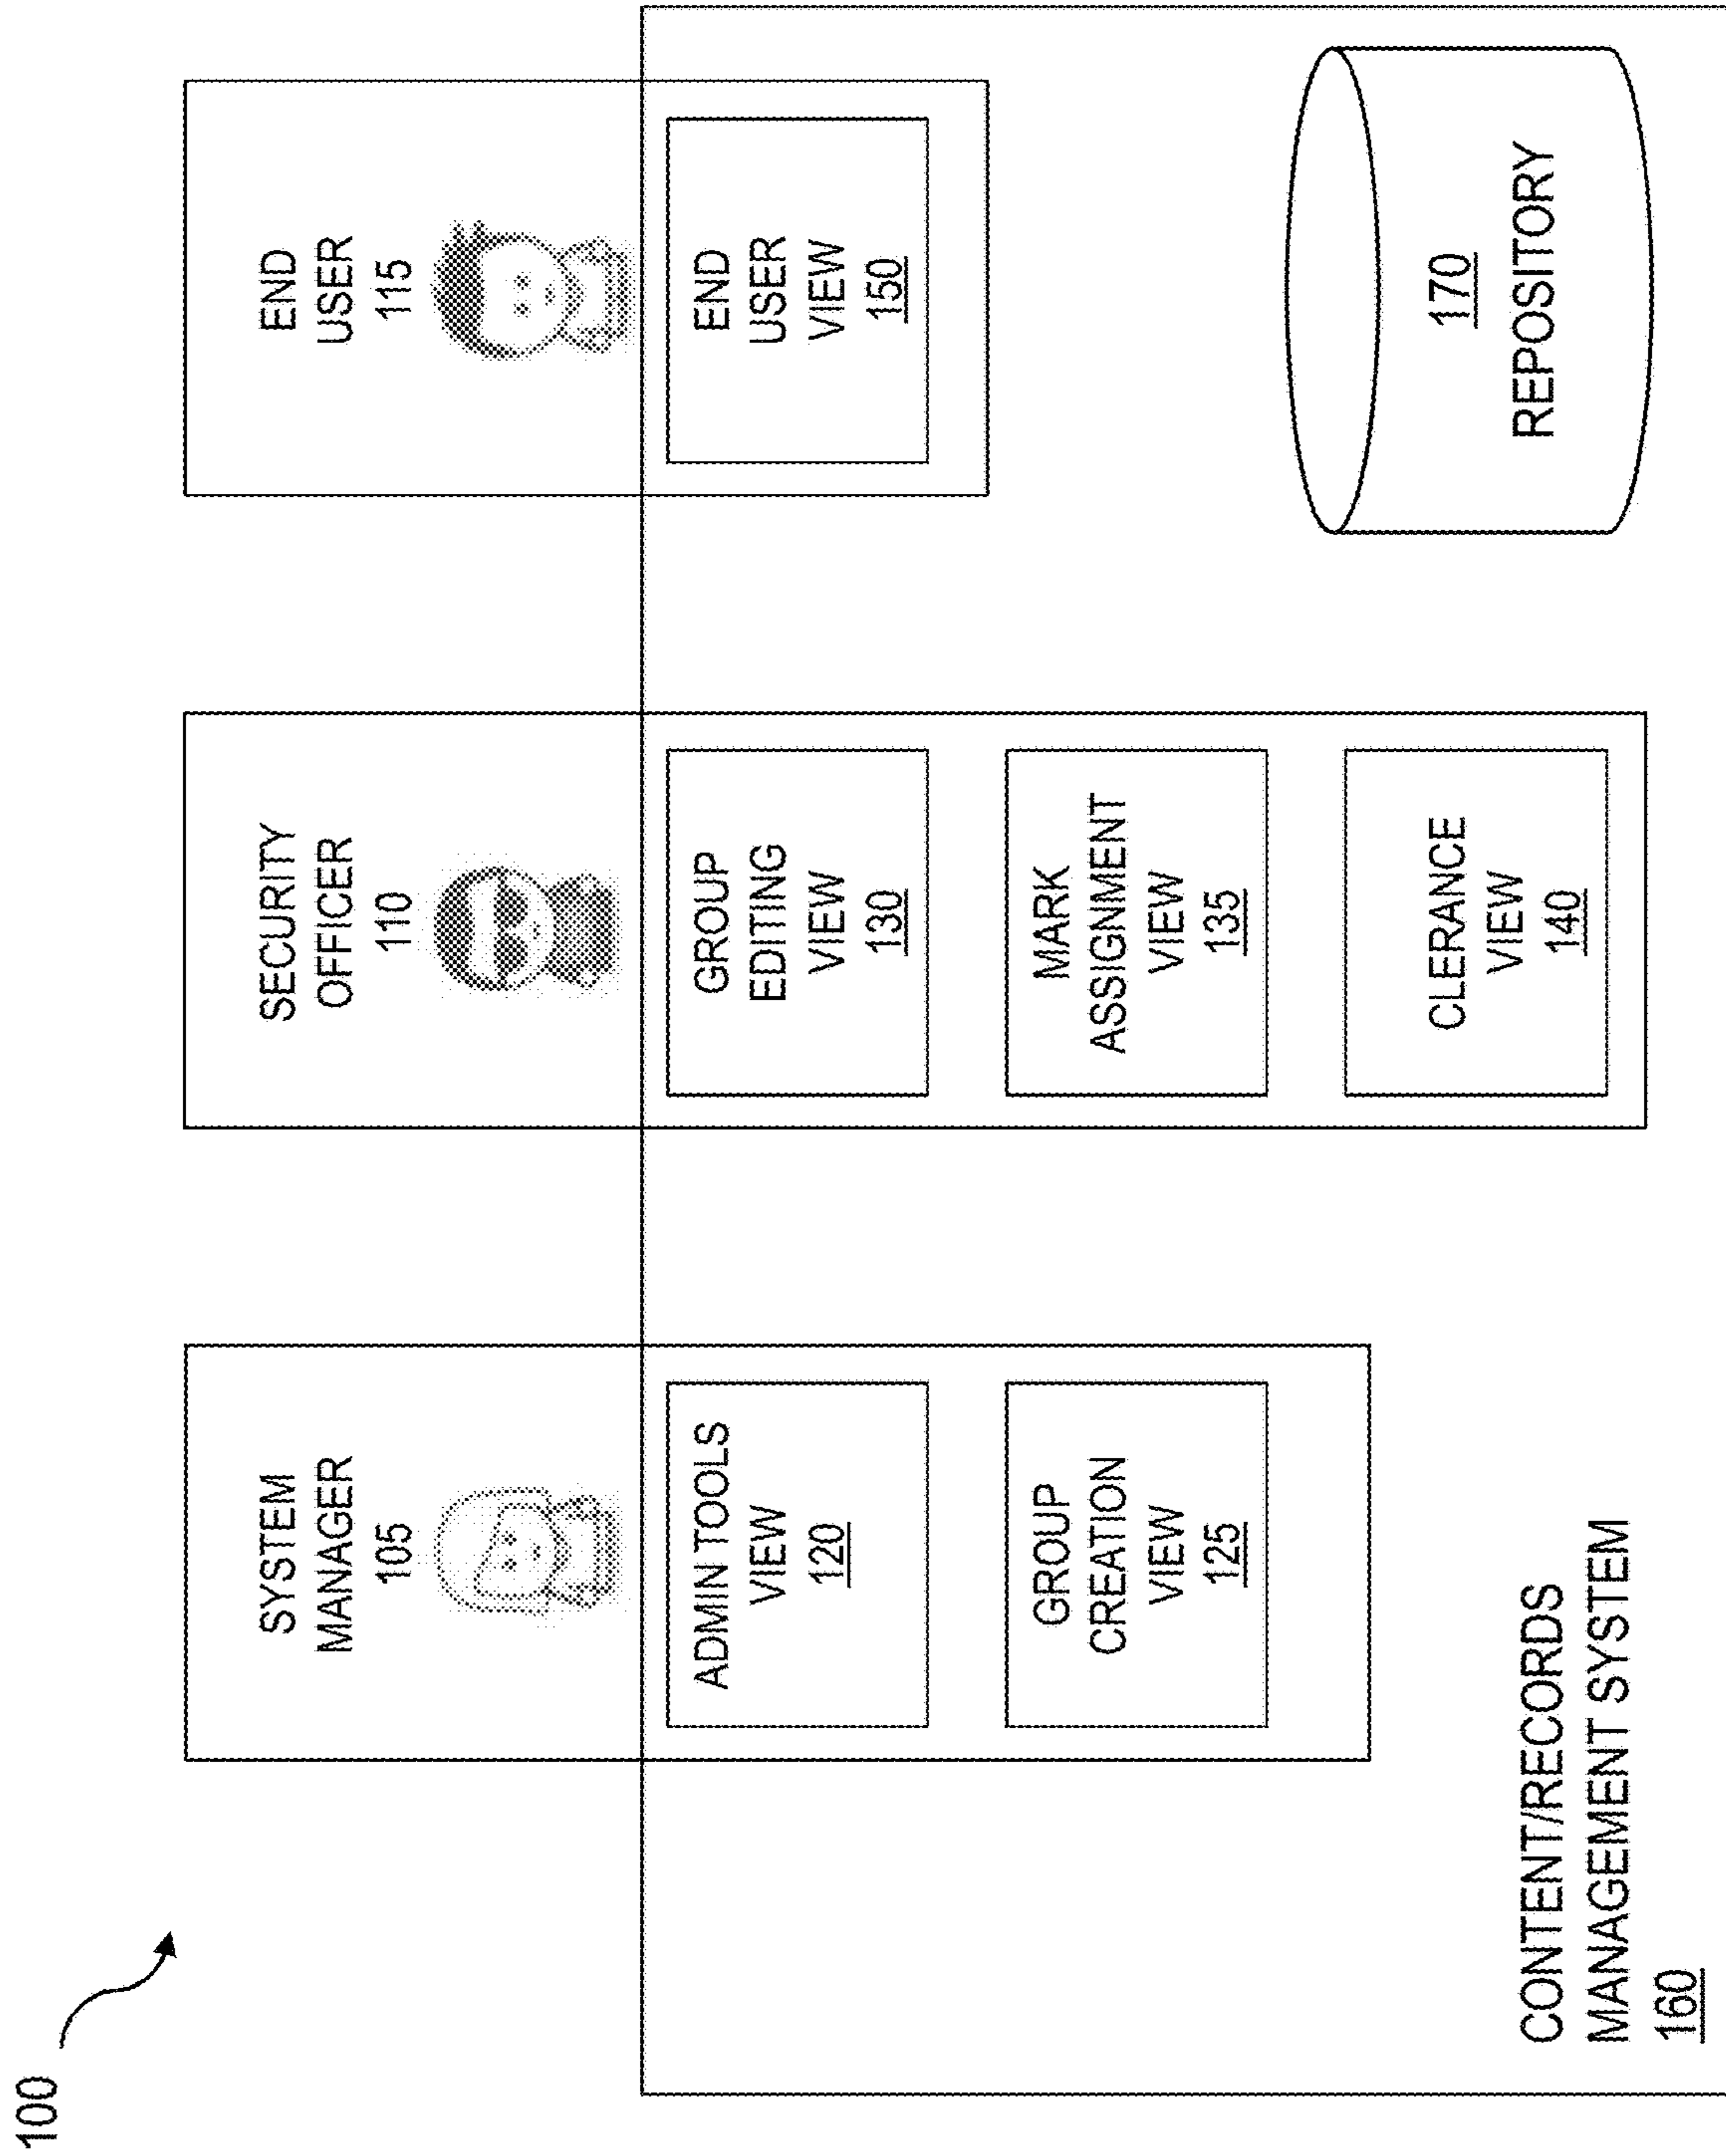 100
SYSTEM
MANAGER
105
ADMIN TOOLS
VIEW
120
GROUP
CREATION
VIEW
125
SECURITY
OFFICER
110
GROUP
EDITING
VIEW
130
MARK
ASSIGNMENT
VIEW
135
CLERANCE
VIEW
140
END
USER
115
END
USER
VIEW
150
CONTENT/RECORDS
MANAGEMENT SYSTEM
160
170
REPOSITORY